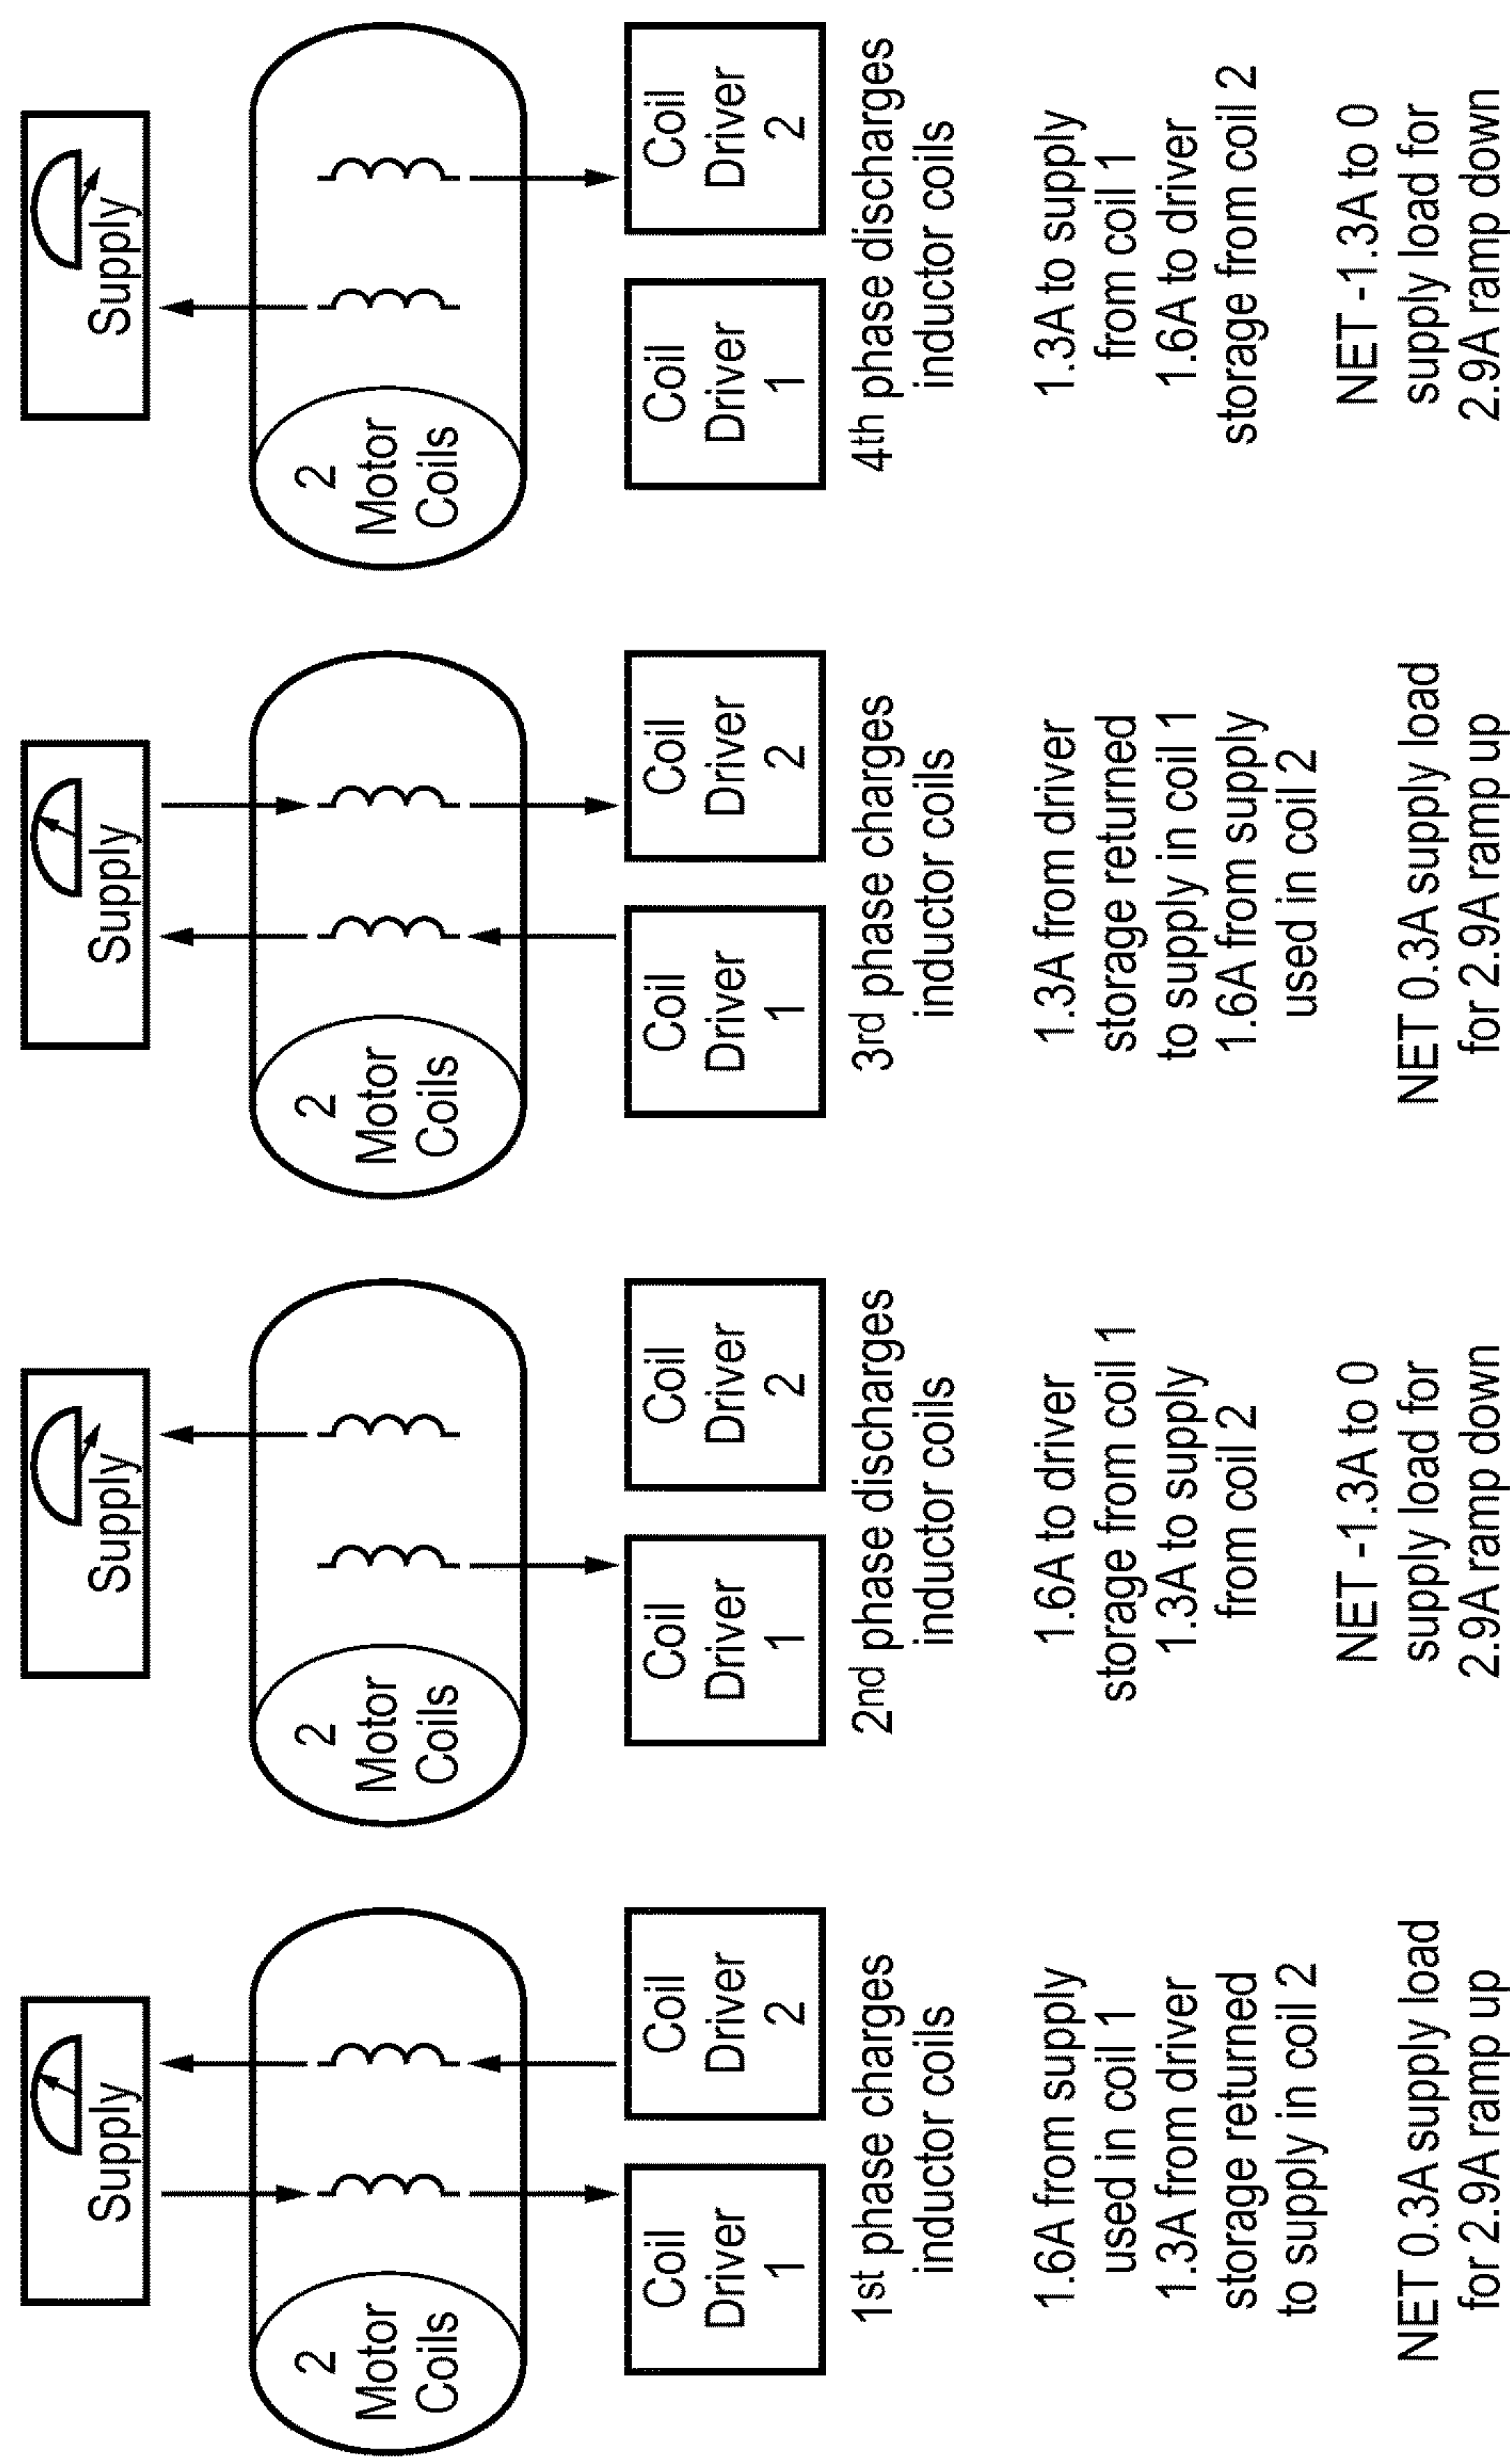 Supply
2
Motor
Coils
Coil
Driver
1
Coil
Driver
2
1st phase charges
inductor coils
1.6A from supply
used in coil 1
1.3A from driver
storage returned
to supply in coil 2
NET 0.3A supply load
for 2.9A ramp up
Supply
2
Motor
Coils
Coil
Driver
1
Coil
Driver
2
2nd phase discharges
inductor coils
1.6A to driver
storage from coil 1
1.3A to supply
from coil 2
NET -1.3A to 0
supply load for
2.9A ramp down
Supply
2
Motor
Coils
Coil
Driver
1
Coil
Driver
2
3rd phase charges
inductor coils
1.3A from driver
storage returned
to supply in coil 1
1.6A from supply
used in coil 2
NET 0.3A supply load
for 2.9A ramp up
Supply
2
Motor
Coils
Coil
Driver
1
Coil
Driver
2
4th phase discharges
inductor coils
1.3A to supply
from coil 1
1.6A to driver
storage from coil 2
NET -1.3A to 0
supply load for
2.9A ramp down